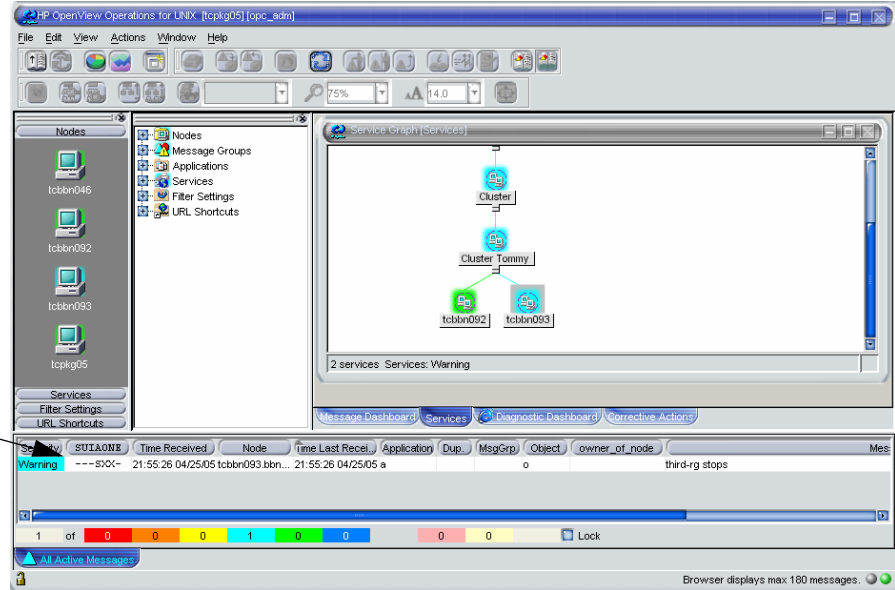 HP OpenView Operations for UNIX [tcpkg05] [opc_adm]
File Edit View Actions Window Help
75% 14.0
Nodes
tcbbn046
tcbbn092
tcbbn093
tcpkg05
Services
Filter Settings
URL Shortcuts
Nodes
Message Groups
Applications
Services
Filter Settings
URL Shortcuts
Service Graph [Services]
Cluster
Cluster Tommy
tcbbn092 tcbbn093
2 services Services: Warning
Message Dashboard Services Diagnostic Dashboard Corrective Actions
Severity SUIAONE Time Received Node Time Last Recei... Application Dup. MsgGrp Object owner_of_node Mes
Warning ---SXX- 21:55:26 04/25/05 tcbbn093.bbn... 21:55:26 04/25/05 a o third-rg stops
1 of 0 0 0 1 0 0 0 0 Lock
All Active Messages
Browser displays max 180 messages.